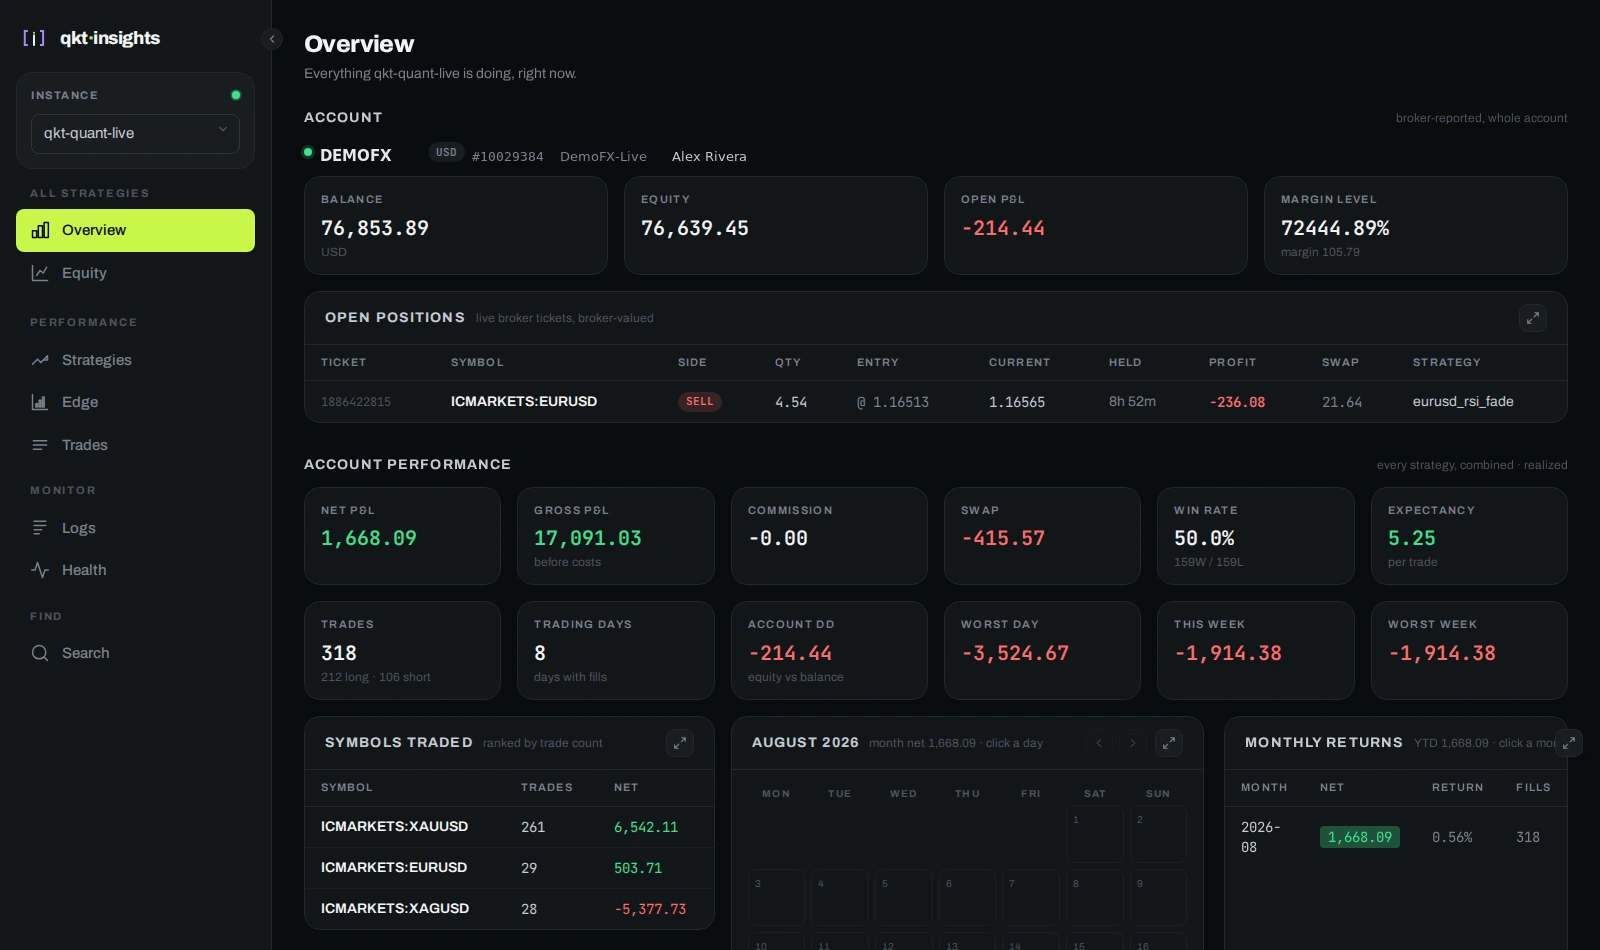 [i] qkt·insights
INSTANCE
qkt-quant-live
ALL STRATEGIES
Overview
Equity
PERFORMANCE
Strategies
Edge
Trades
MONITOR
Logs
Health
FIND
Search
Overview
Everything qkt-quant-live is doing, right now.
ACCOUNT broker-reported, whole account
DEMOFX USD #10029384 DemoFX-Live Alex Rivera
BALANCE
76,853.89
USD
EQUITY
76,639.45
OPEN P&L
-214.44
MARGIN LEVEL
72444.89%
margin 105.79
OPEN POSITIONS live broker tickets, broker-valued
TICKET SYMBOL SIDE QTY ENTRY CURRENT HELD PROFIT SWAP STRATEGY
1886422815 ICMARKETS:EURUSD SELL 4.54 @ 1.16513 1.16565 8h 52m -236.08 21.64 eurusd_rsi_fade
ACCOUNT PERFORMANCE every strategy, combined · realized
NET P&L
1,668.09
GROSS P&L
17,091.03
before costs
COMMISSION
-0.00
SWAP
-415.57
WIN RATE
50.0%
159W / 159L
EXPECTANCY
5.25
per trade
TRADES
318
212 long · 106 short
TRADING DAYS
8
days with fills
ACCOUNT DD
-214.44
equity vs balance
WORST DAY
-3,524.67
THIS WEEK
-1,914.38
WORST WEEK
-1,914.38
SYMBOLS TRADED ranked by trade count
SYMBOL TRADES NET
ICMARKETS:XAUUSD 261 6,542.11
ICMARKETS:EURUSD 29 503.71
ICMARKETS:XAGUSD 28 -5,377.73
AUGUST 2026 month net 1,668.09 · click a day
MON TUE WED THU FRI SAT SUN
1 2
3 4 5 6 7 8 9
10 11 12 13 14 15 16
MONTHLY RETURNS YTD 1,668.09 · click a mon
MONTH NET RETURN FILLS
2026-
08 1,668.09 0.56% 318